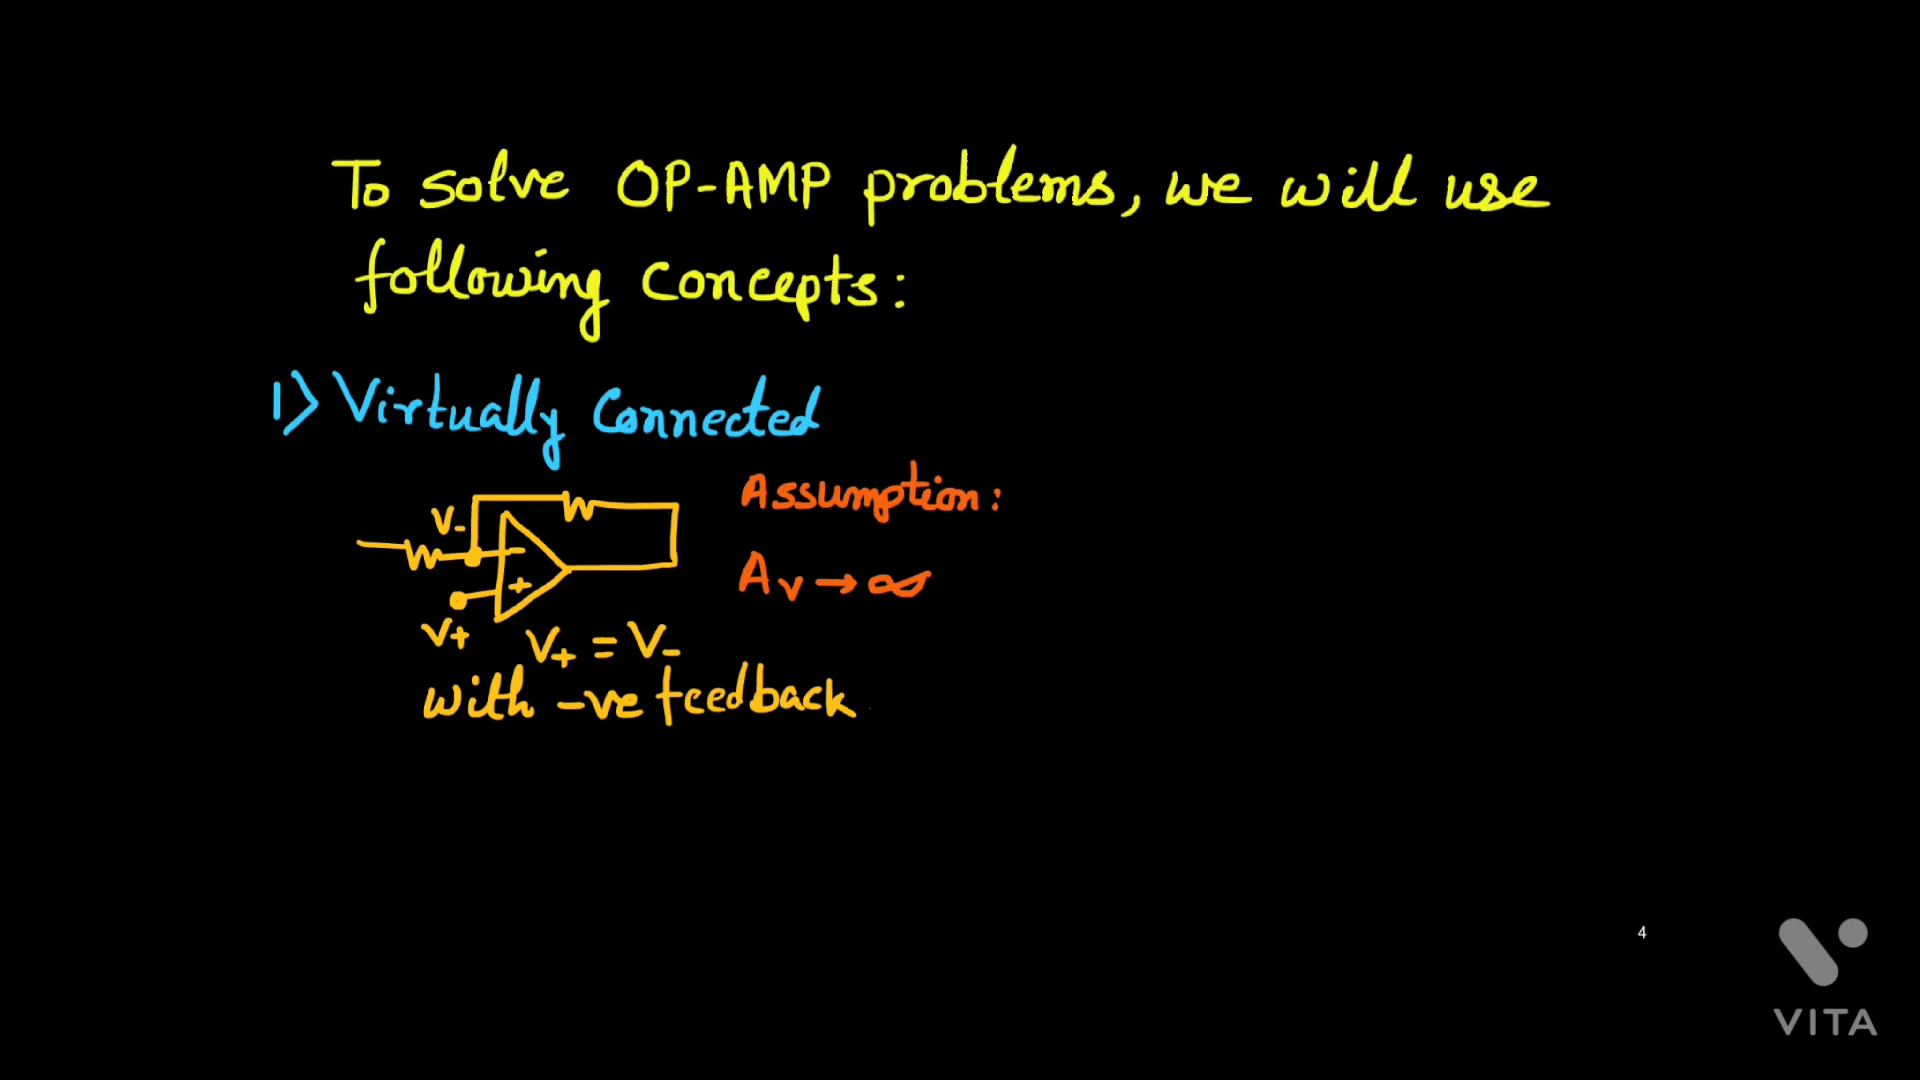 To solve OP-AMP problems, we will use
following concepts:
1) Virtually Connected
Assumption:
V-
-
+
V+
Av → ∞
V+ = V-
with -ve feedback
4
VITA